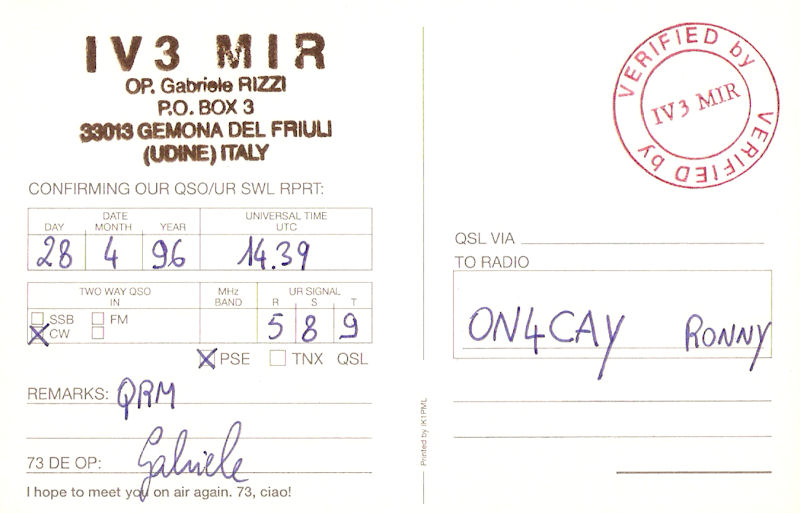 IV3 MIR
OP. Gabriele RIZZI
P.O. BOX 3
33013 GEMONA DEL FRIULI
(UDINE) ITALY
CONFIRMING OUR QSO/UR SWL RPRT:
DAY DATE MONTH YEAR UNIVERSAL TIME UTC
28 4 96 14.39
TWO WAY QSO IN MHz BAND UR SIGNAL R S T
SSB FM
CW
5 8 9
PSE TNX QSL
REMARKS: QRM
73 DE OP: Gabriele
I hope to meet you on air again. 73, ciao!
Printed by IK1PML
VERIFIED by VERIFIED by
IV3 MIR
QSL VIA
TO RADIO
ON4CAY RONNY